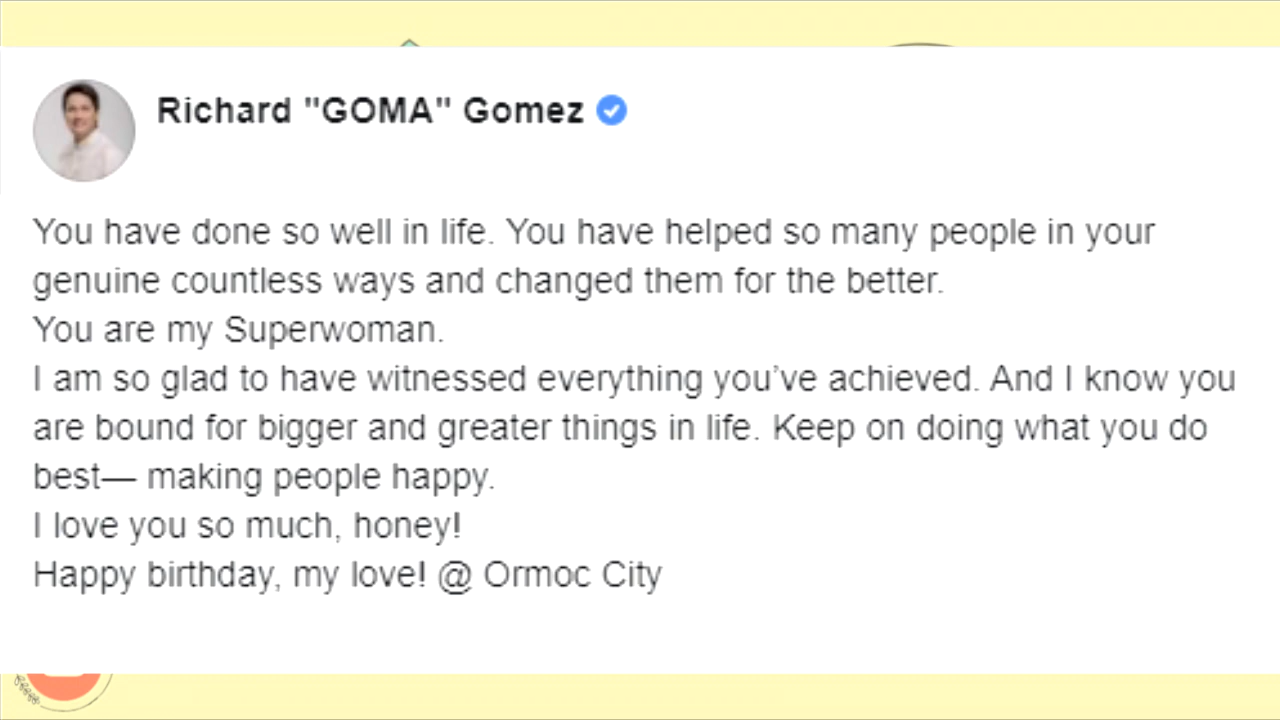 Richard "GOMA" Gomez
You have done so well in life. You have helped so many people in your
genuine countless ways and changed them for the better.
You are my Superwoman.
I am so glad to have witnessed everything you’ve achieved. And I know you
are bound for bigger and greater things in life. Keep on doing what you do
best— making people happy.
I love you so much, honey!
Happy birthday, my love! @ Ormoc City